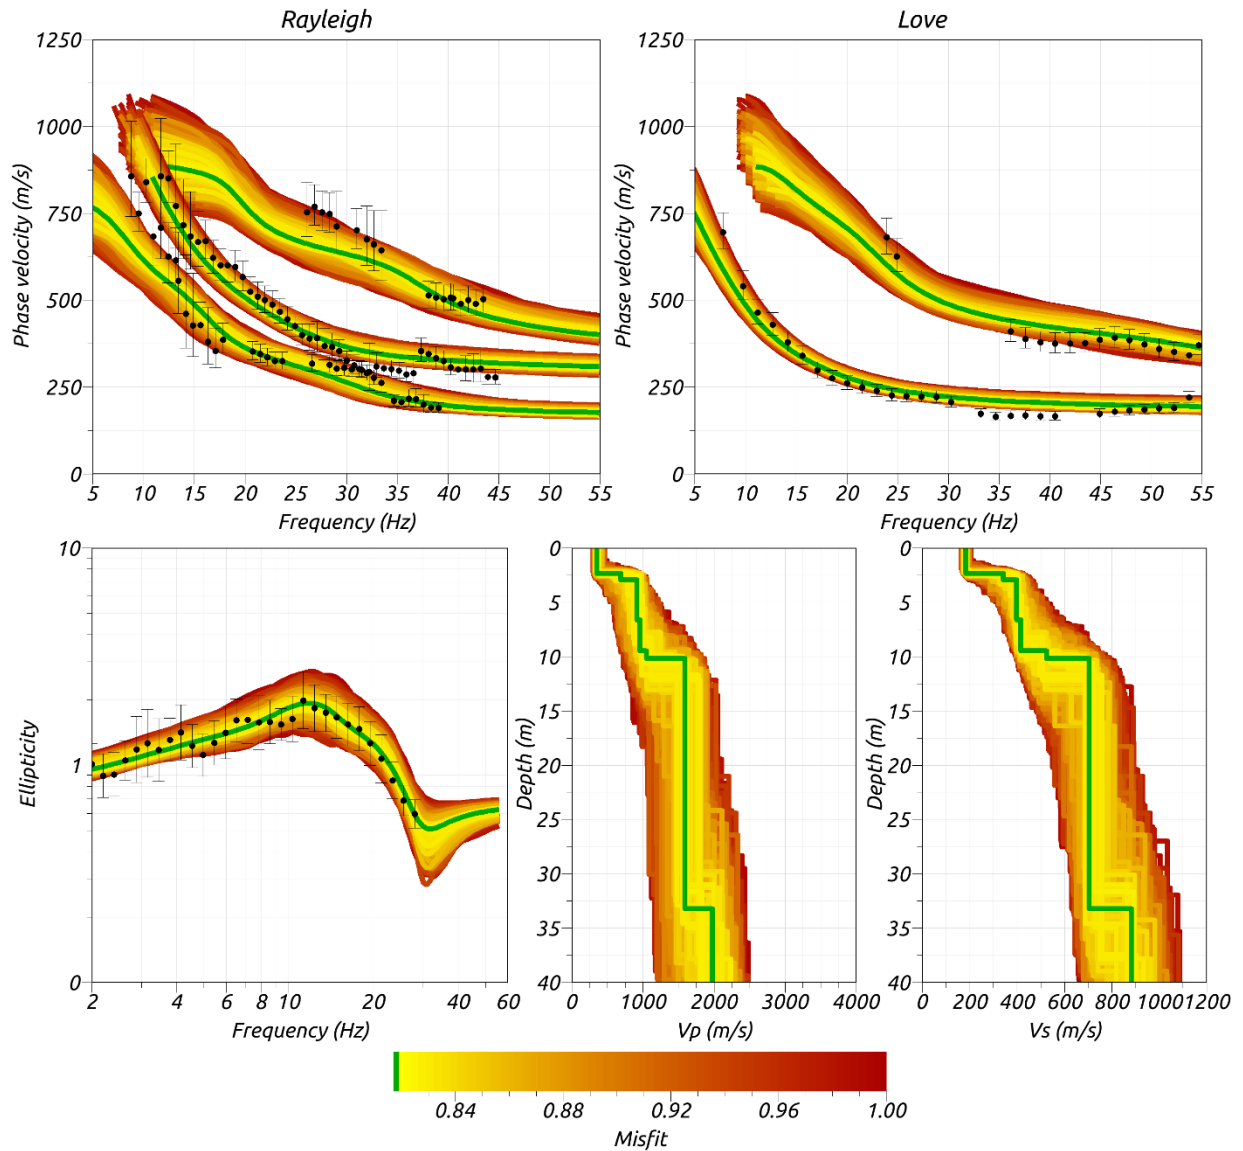 Rayleigh
Love
1250
1000
750
500
250
0
Phase velocity (m/s)
5 10 15 20 25 30 35 40 45 50 55
Frequency (Hz)
1250
1000
750
500
250
0
Phase velocity (m/s)
5 10 15 20 25 30 35 40 45 50 55
Frequency (Hz)
10
1
0
Ellipticity
2 4 6 8 10 20 40 60
Frequency (Hz)
0
5
10
15
20
25
30
35
40
Depth (m)
0 1000 2000 3000 4000
Vp (m/s)
0
5
10
15
20
25
30
35
40
Depth (m)
0 200 400 600 800 1000 1200
Vs (m/s)
0.84 0.88 0.92 0.96 1.00
Misfit